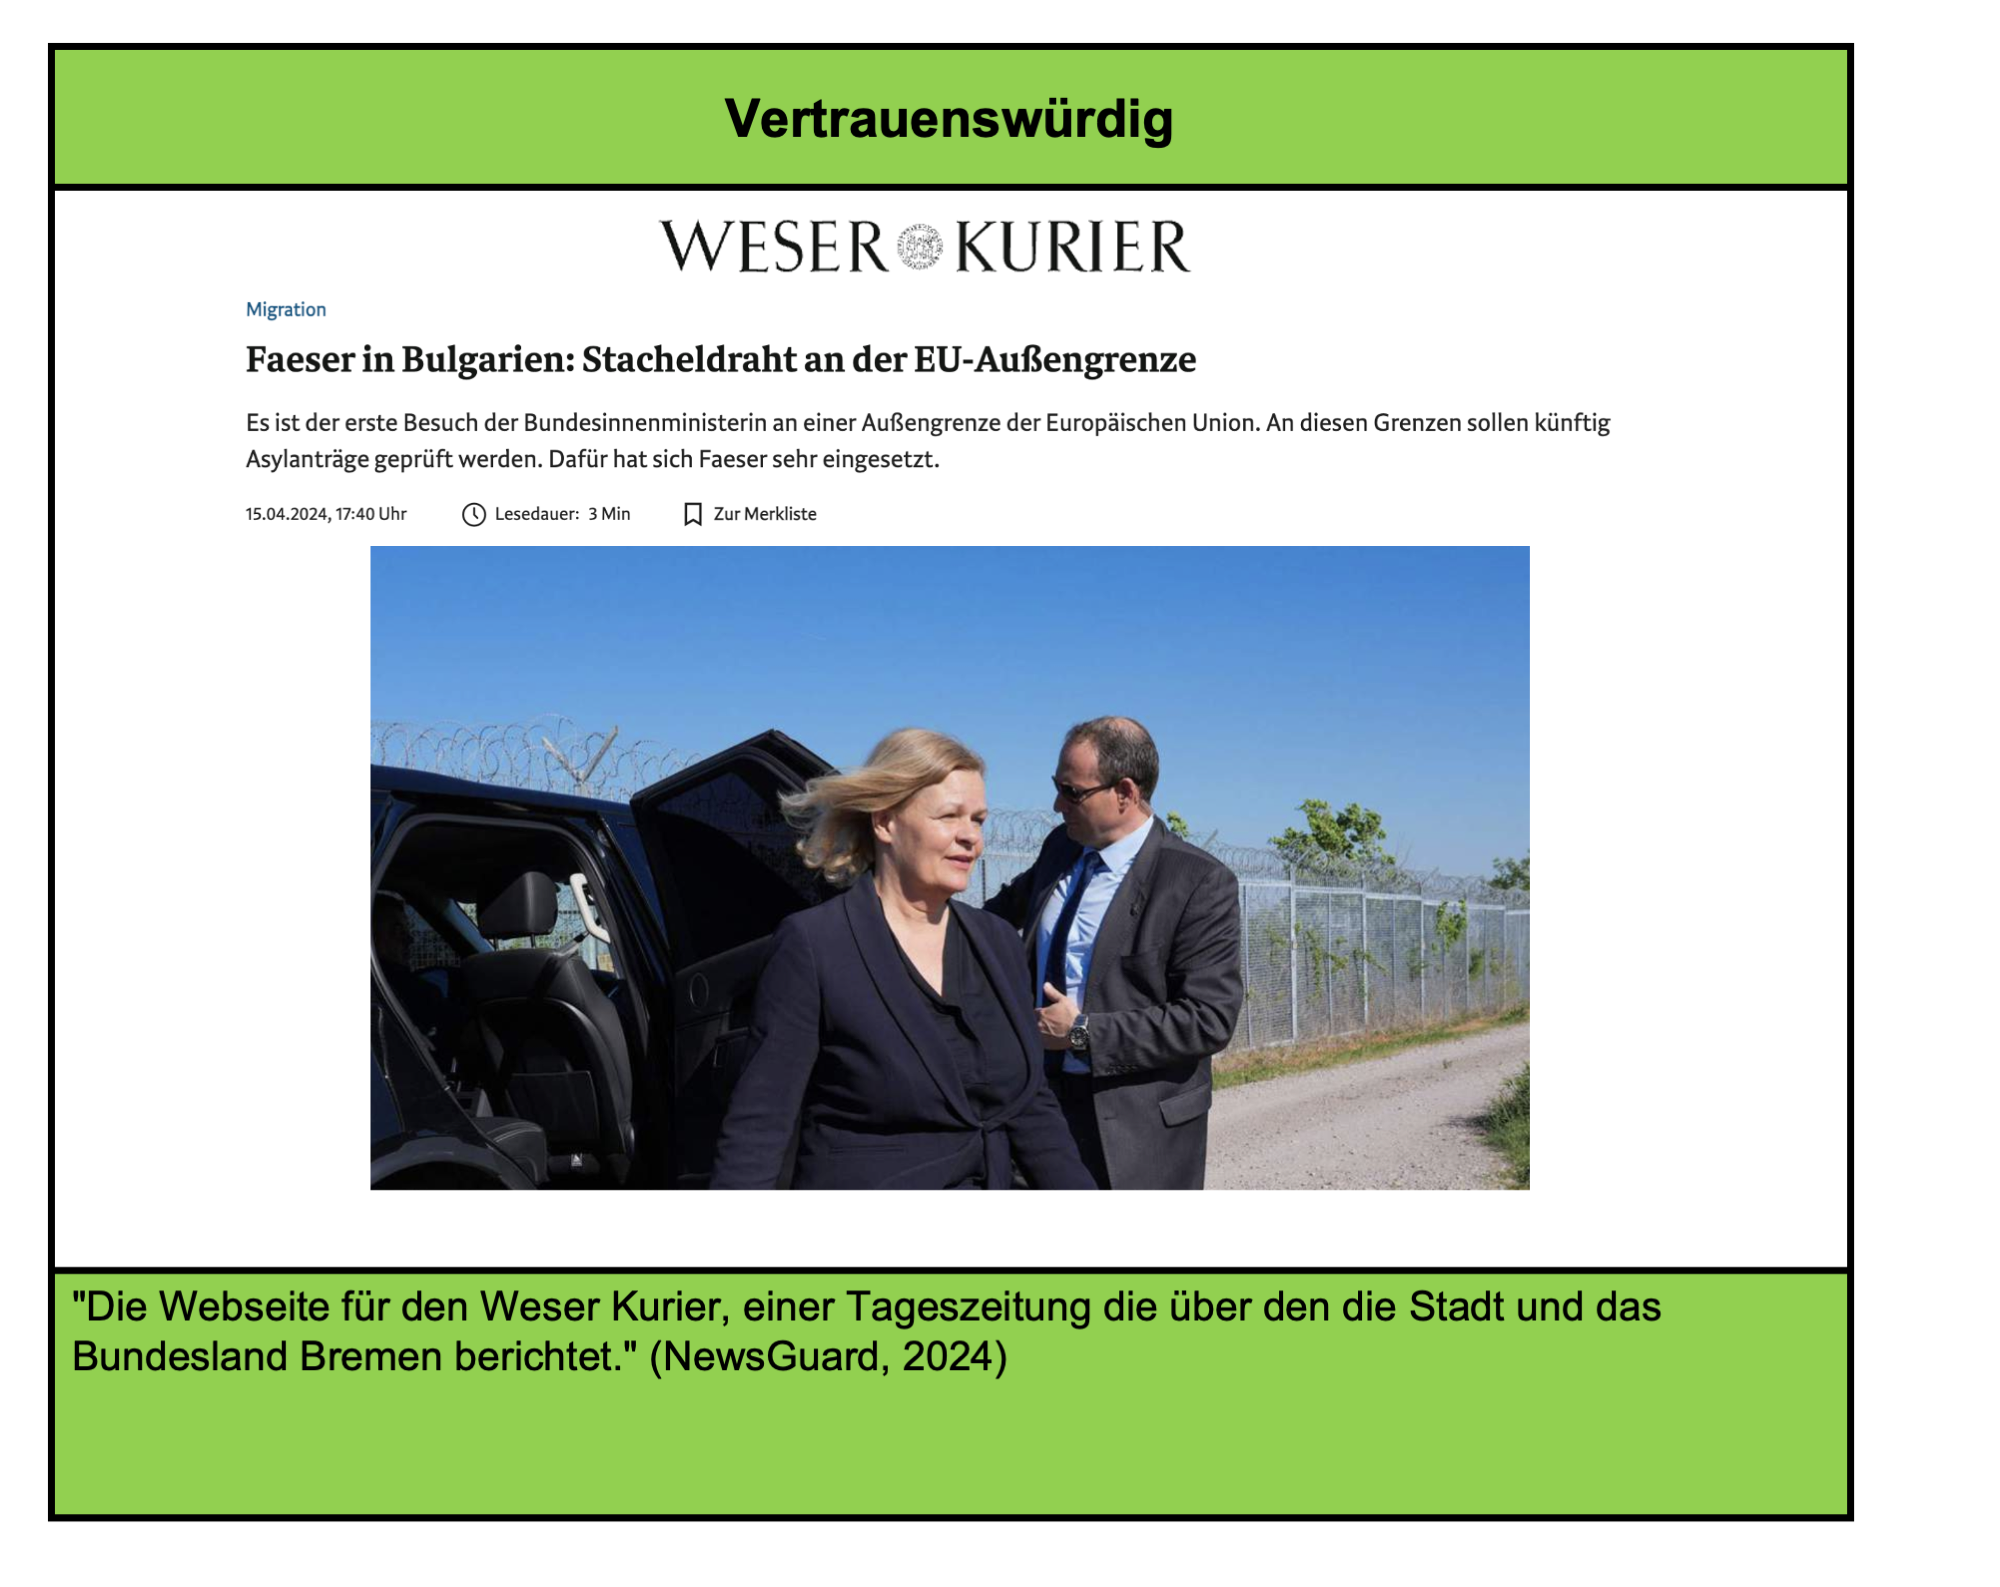 Vertrauenswürdig
WESER KURIER
Migration
Faeser in Bulgarien: Stacheldraht an der EU-Außengrenze
Es ist der erste Besuch der Bundesinnenministerin an einer Außengrenze der Europäischen Union. An diesen Grenzen sollen künftig
Asylanträge geprüft werden. Dafür hat sich Faeser sehr eingesetzt.
15.04.2024, 17:40 Uhr Lesedauer: 3 Min Zur Merkliste
"Die Webseite für den Weser Kurier, einer Tageszeitung die über den die Stadt und das
Bundesland Bremen berichtet." (NewsGuard, 2024)